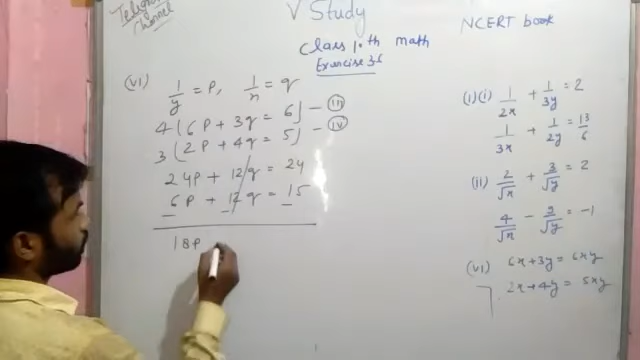 Telegram
Channel
V Study
NCERT book
Class 10th math
Exercise 3.6
(vi) 1/y = P, 1/x = q
4(6P + 3q = 6) — (iii)
3(2P + 4q = 5) — (iv)
24P + 12q = 24
6P + 12q = 15
18P
(1)(i) 1/2x + 1/3y = 2
1/3x + 1/2y = 13/6
(ii) 2/√x + 3/√y = 2
4/√x - 9/√y = -1
(vi) 6x+3y = 6xy
2x+4y = 5xy